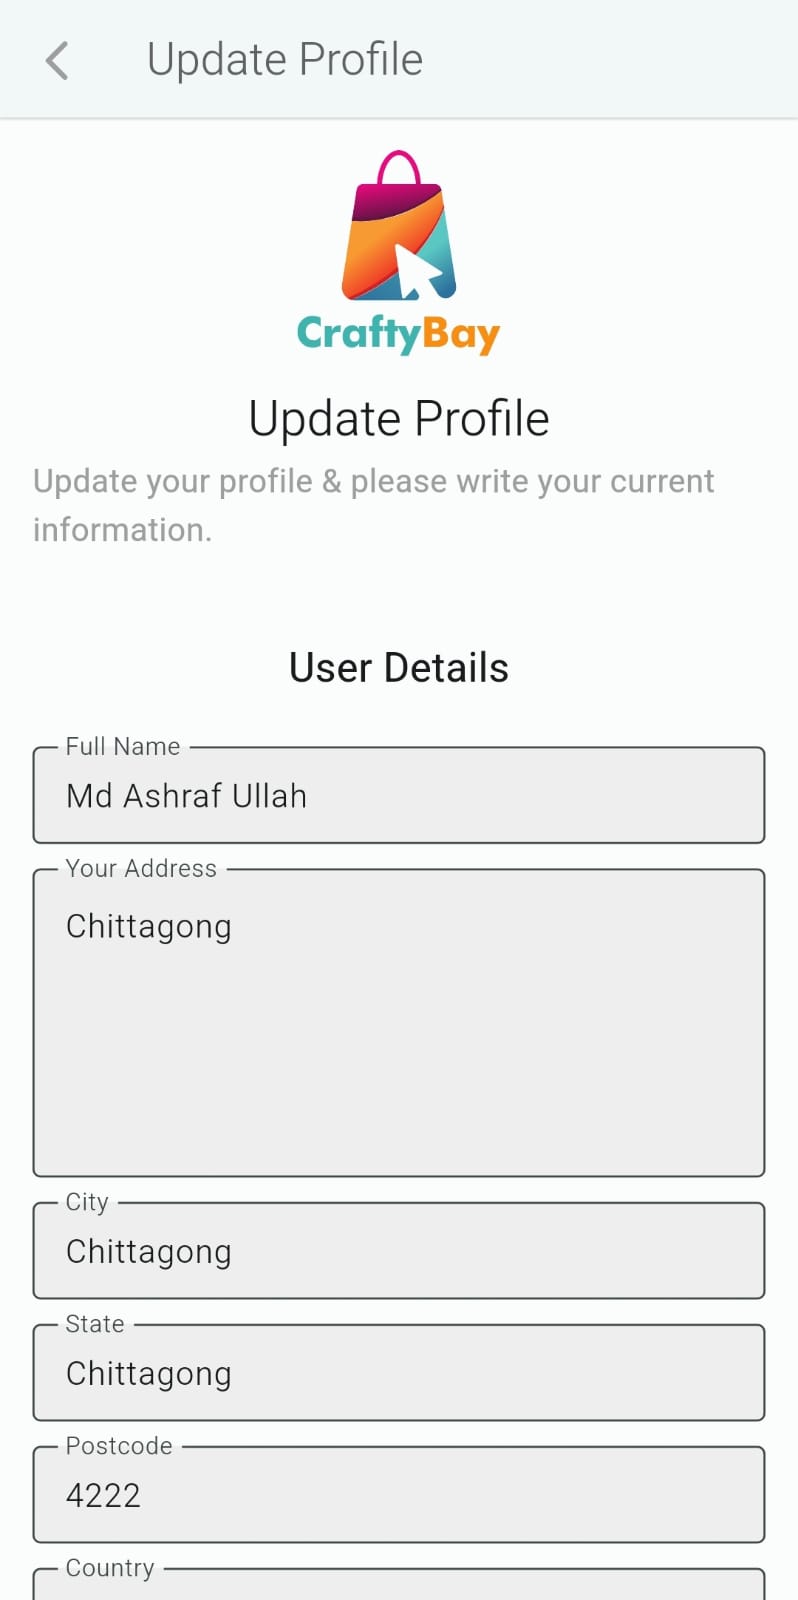 Update Profile
CraftyBay
Update Profile
Update your profile & please write your current
information.
User Details
Full Name
Md Ashraf Ullah
Your Address
Chittagong
City
Chittagong
State
Chittagong
Postcode
4222
Country